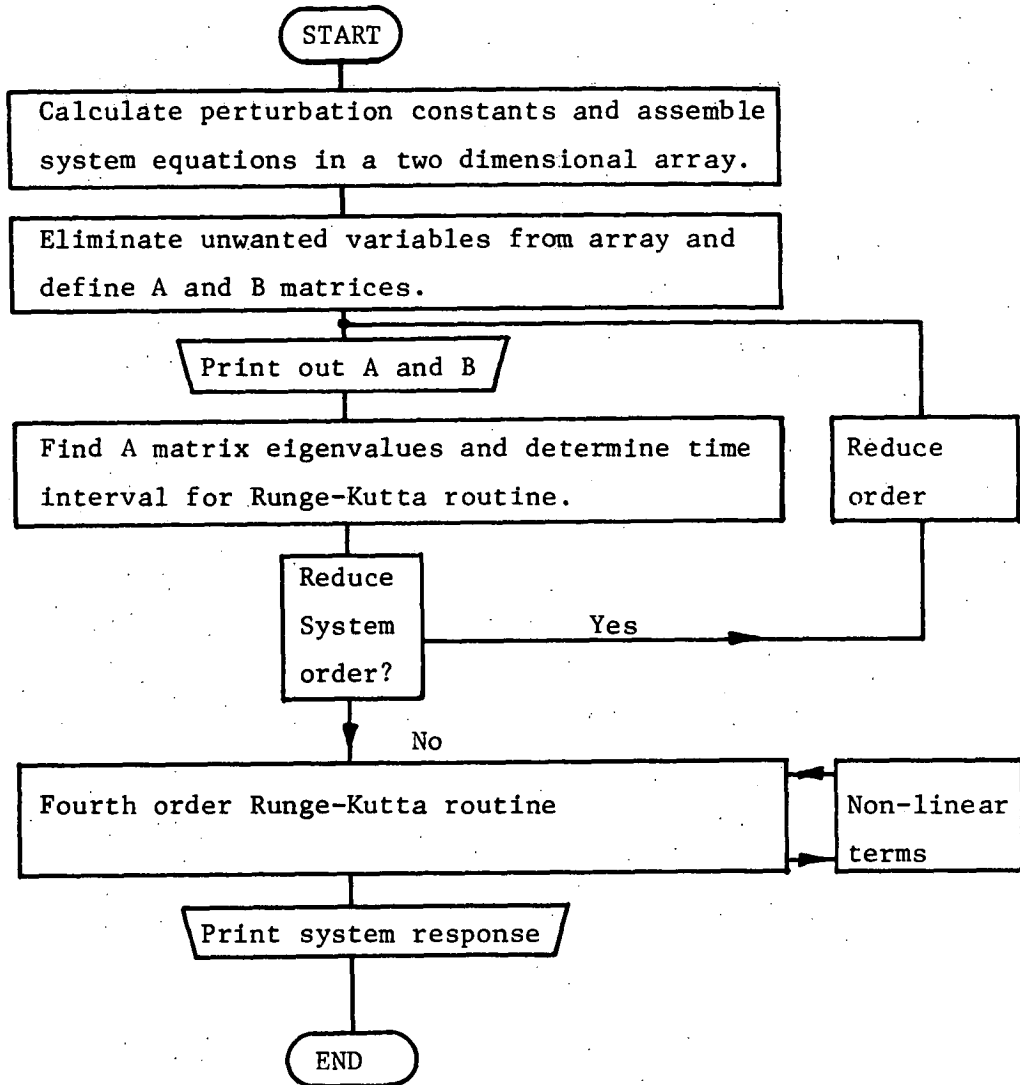 START
Calculate perturbation constants and assemble
system equations in a two dimensional array.
Eliminate unwanted variables from array and
define A and B matrices.
Print out A and B
Find A matrix eigenvalues and determine time
interval for Runge-Kutta routine.
Reduce
order
Reduce
System
order?
Yes
No
Fourth order Runge-Kutta routine
Non-linear
terms
Print system response
END